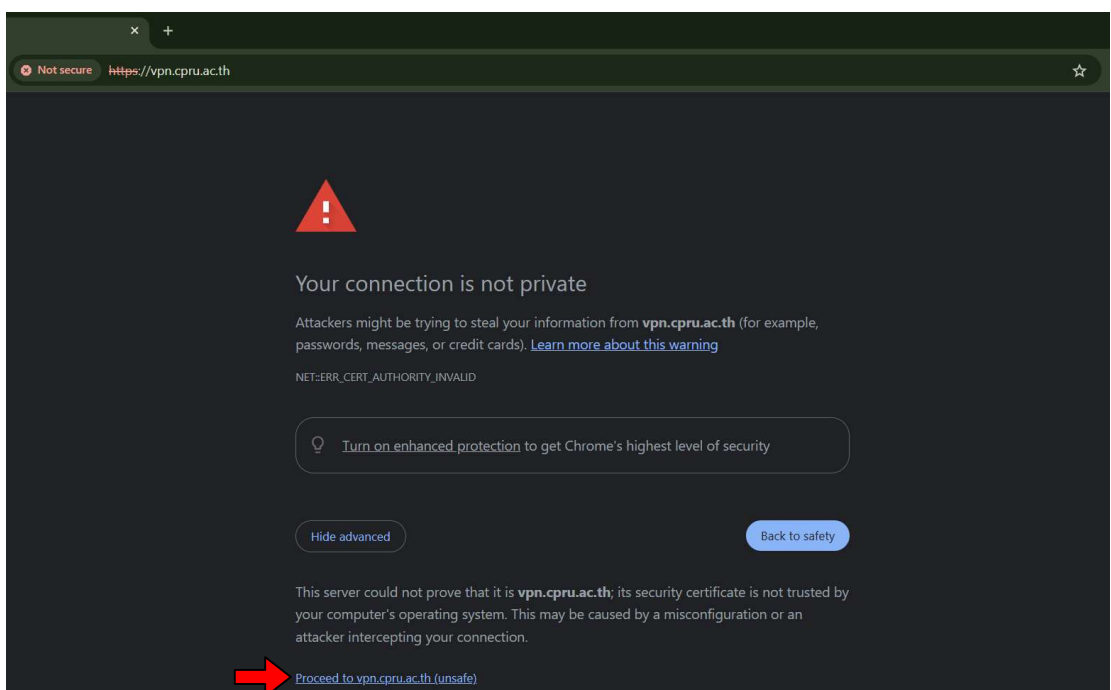 Not secure https://vpn.cpru.ac.th
Your connection is not private
Attackers might be trying to steal your information from vpn.cpru.ac.th (for example,
passwords, messages, or credit cards). Learn more about this warning
NET::ERR_CERT_AUTHORITY_INVALID
Turn on enhanced protection to get Chrome's highest level of security
Hide advanced
Back to safety
This server could not prove that it is vpn.cpru.ac.th; its security certificate is not trusted by
your computer's operating system. This may be caused by a misconfiguration or an
attacker intercepting your connection.
Proceed to vpn.cpru.ac.th (unsafe)